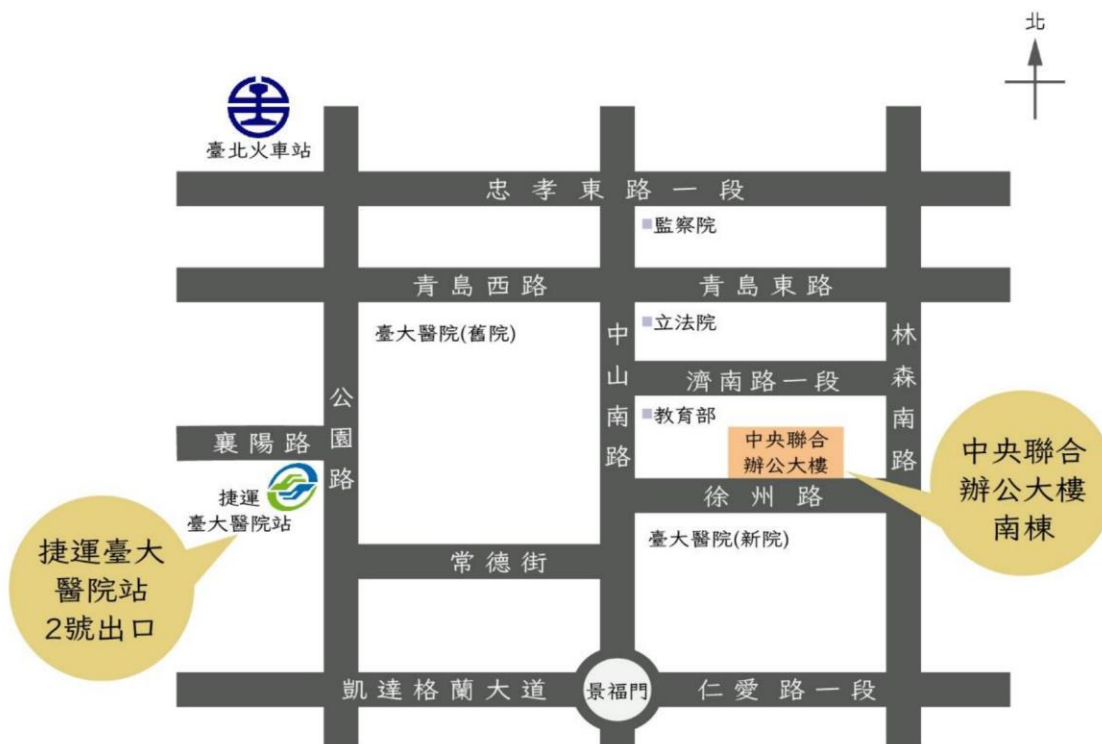 北
臺北火車站
忠孝東路一段
監察院
青島西路
青島東路
臺大醫院(舊院)
立法院
中山南路
林森南路
濟南路一段
公園路
教育部
襄陽路
中央聯合
辦公大樓
中央聯合
辦公大樓
南棟
捷運
臺大醫院站
徐州路
捷運臺大
醫院站
2號出口
臺大醫院(新院)
常德街
凱達格蘭大道
景福門
仁愛路一段